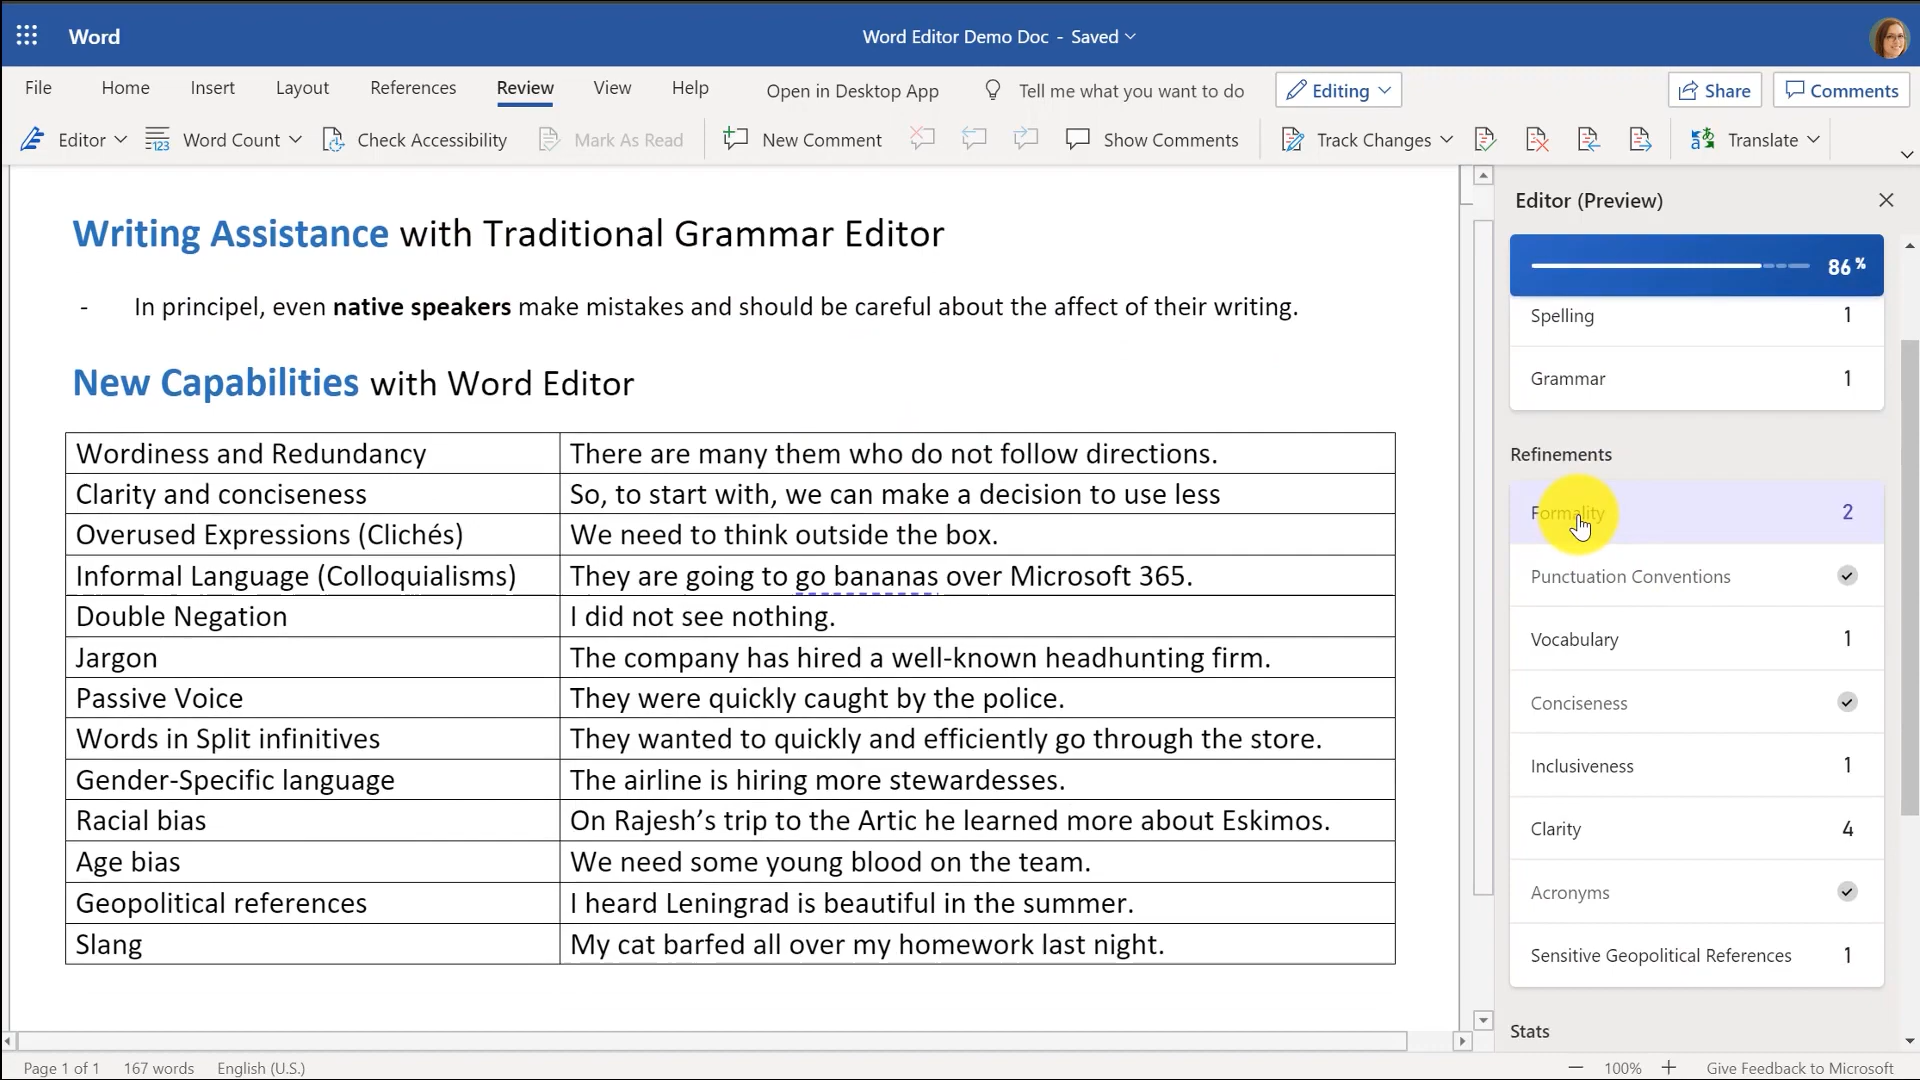 Word
Word Editor Demo Doc - Saved
File Home Insert Layout References Review View Help Open in Desktop App Tell me what you want to do Editing Share Comments
Editor 123 Word Count Check Accessibility Mark As Read New Comment Show Comments Track Changes Translate
Writing Assistance with Traditional Grammar Editor
- In principel, even native speakers make mistakes and should be careful about the affect of their writing.
New Capabilities with Word Editor
Wordiness and Redundancy There are many them who do not follow directions.
Clarity and conciseness So, to start with, we can make a decision to use less
Overused Expressions (Clichés) We need to think outside the box.
Informal Language (Colloquialisms) They are going to go bananas over Microsoft 365.
Double Negation I did not see nothing.
Jargon The company has hired a well-known headhunting firm.
Passive Voice They were quickly caught by the police.
Words in Split infinitives They wanted to quickly and efficiently go through the store.
Gender-Specific language The airline is hiring more stewardesses.
Racial bias On Rajesh’s trip to the Artic he learned more about Eskimos.
Age bias We need some young blood on the team.
Geopolitical references I heard Leningrad is beautiful in the summer.
Slang My cat barfed all over my homework last night.
Editor (Preview)
86%
Spelling 1
Grammar 1
Refinements
Formality 2
Punctuation Conventions
Vocabulary 1
Conciseness
Inclusiveness 1
Clarity 4
Acronyms
Sensitive Geopolitical References 1
Stats
Page 1 of 1 167 words English (U.S.) 100% Give Feedback to Microsoft